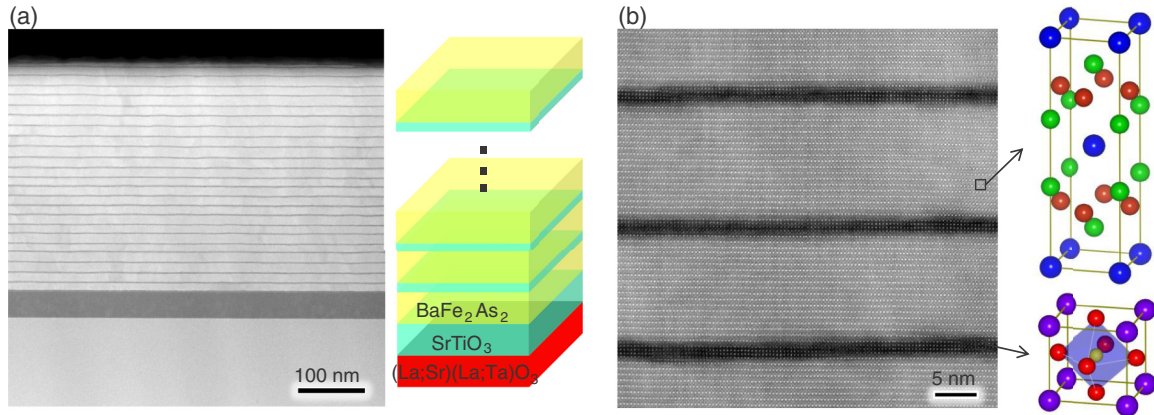 (a)
100 nm
BaFe₂As₂
SrTiO₃
(La;Sr)(La;Ta)O₃
(b)
5 nm